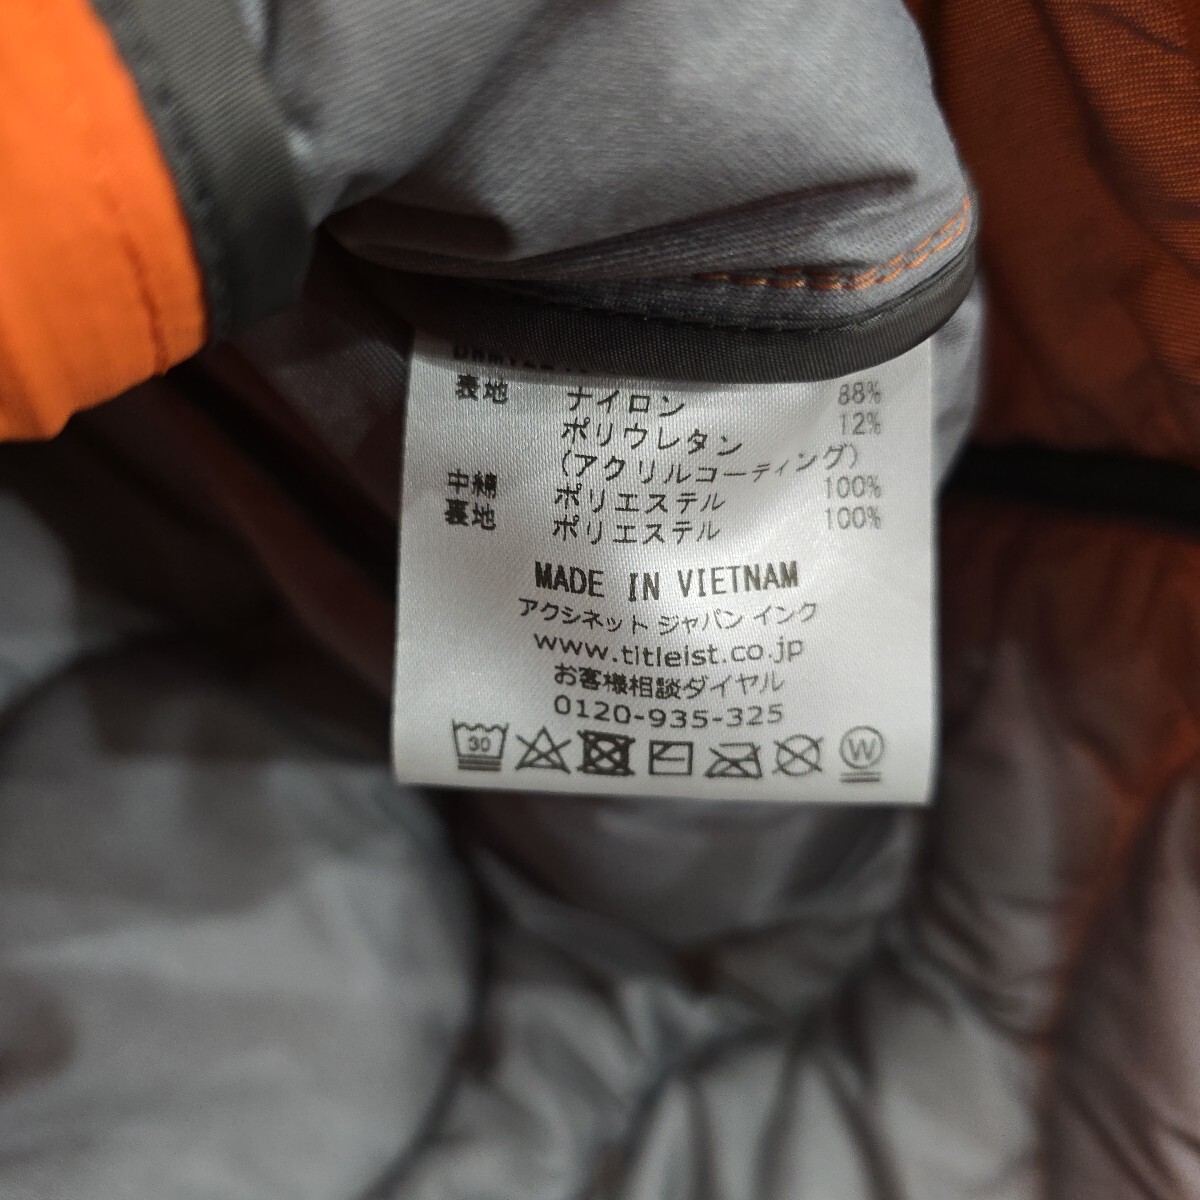 表地 ナイロン 88%
ポリウレタン 12%
(アクリルコーティング)
中綿 ポリエステル 100%
裏地 ポリエステル 100%
MADE IN VIETNAM
アクシネット ジャパン インク
www.titleist.co.jp
お客様相談ダイヤル
0120-935-325
30 W